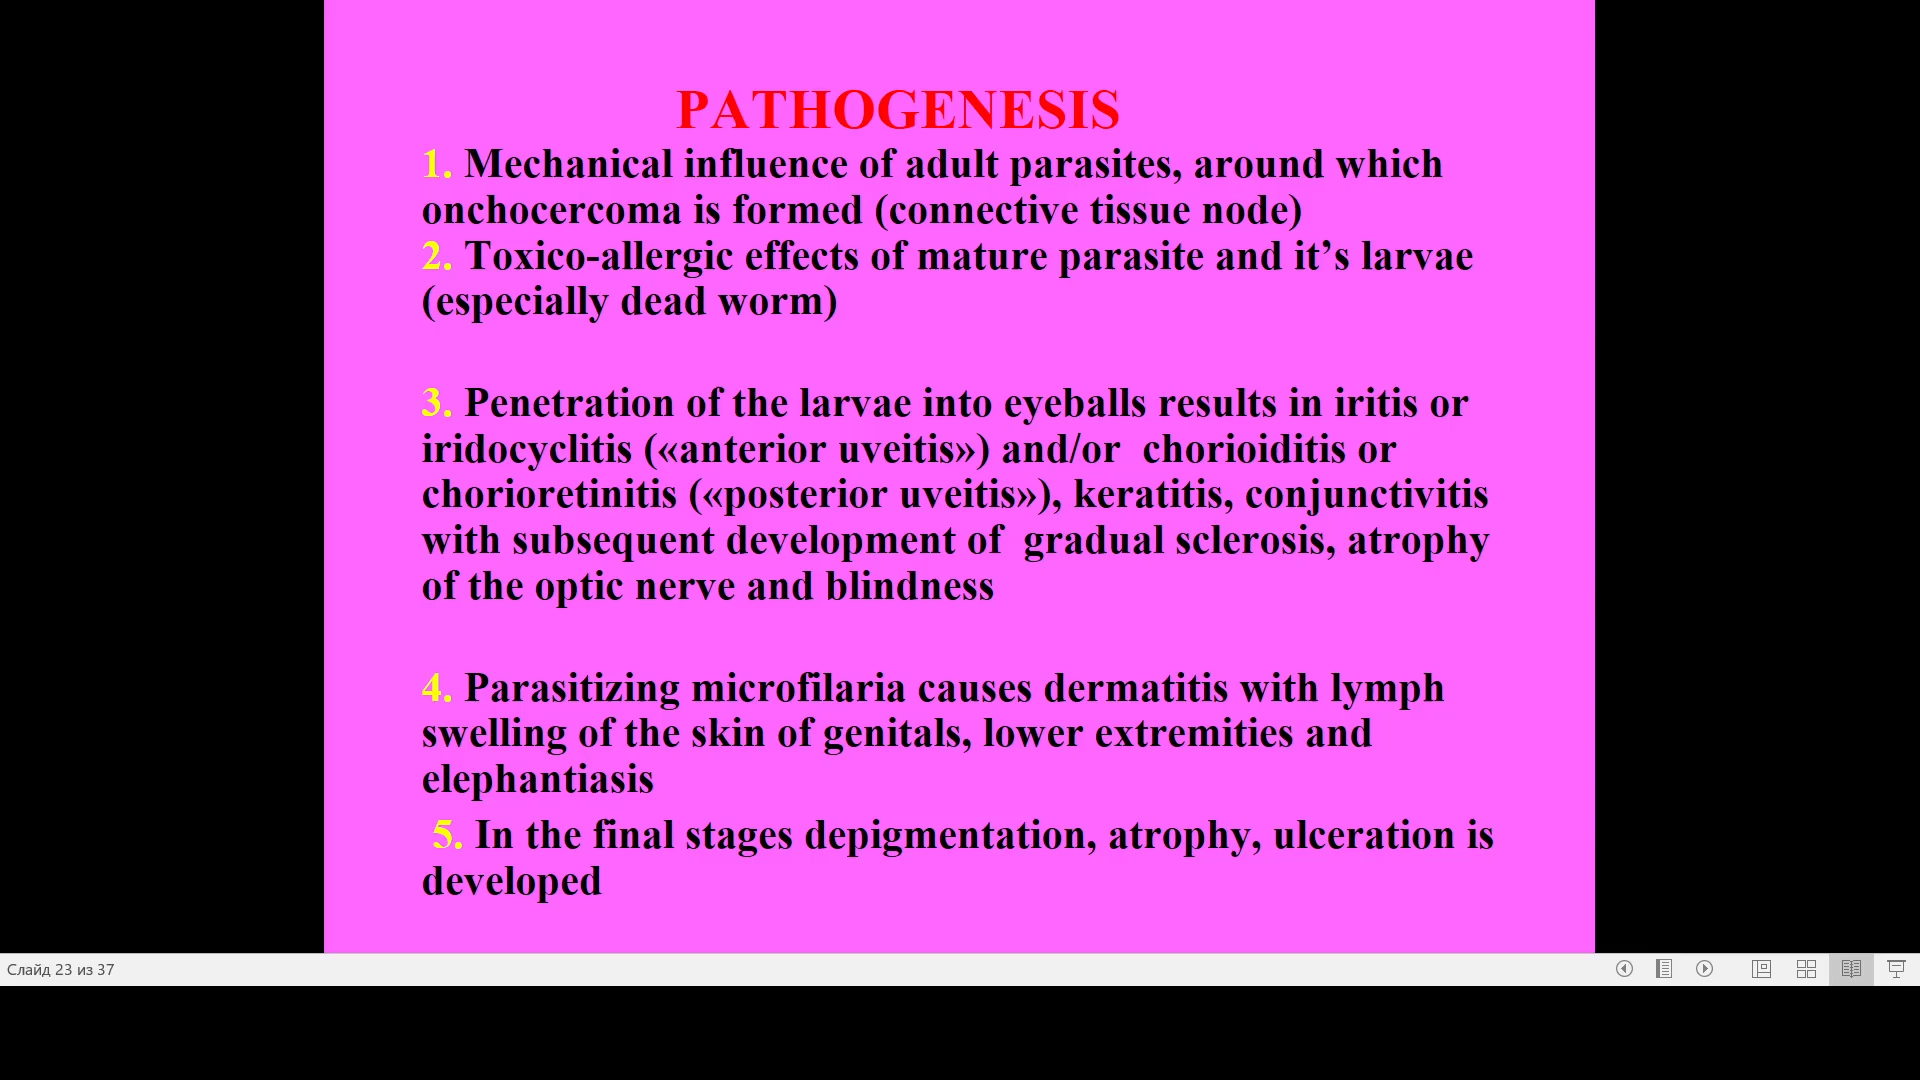 PATHOGENESIS
1. Mechanical influence of adult parasites, around which
onchocercoma is formed (connective tissue node)
2. Toxico-allergic effects of mature parasite and it’s larvae
(especially dead worm)
3. Penetration of the larvae into eyeballs results in iritis or
iridocyclitis («anterior uveitis») and/or chorioiditis or
chorioretinitis («posterior uveitis»), keratitis, conjunctivitis
with subsequent development of gradual sclerosis, atrophy
of the optic nerve and blindness
4. Parasitizing microfilaria causes dermatitis with lymph
swelling of the skin of genitals, lower extremities and
elephantiasis
5. In the final stages depigmentation, atrophy, ulceration is
developed
Слайд 23 из 37